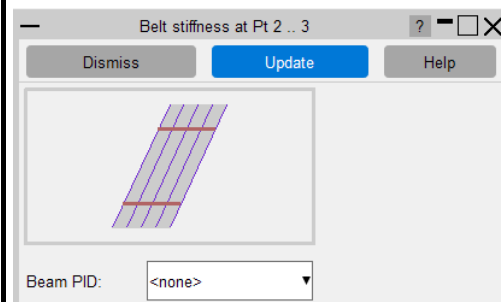 Belt stiffness at Pt 2 .. 3 ?
Dismiss Update Help
Beam PID: <none>